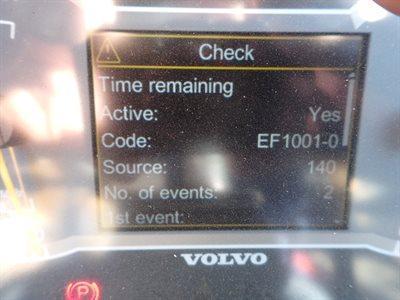 Check
Time remaining
Active: Yes
Code: EF1001-0
Source: 140
No. of events: 2
1st event:
VOLVO
P